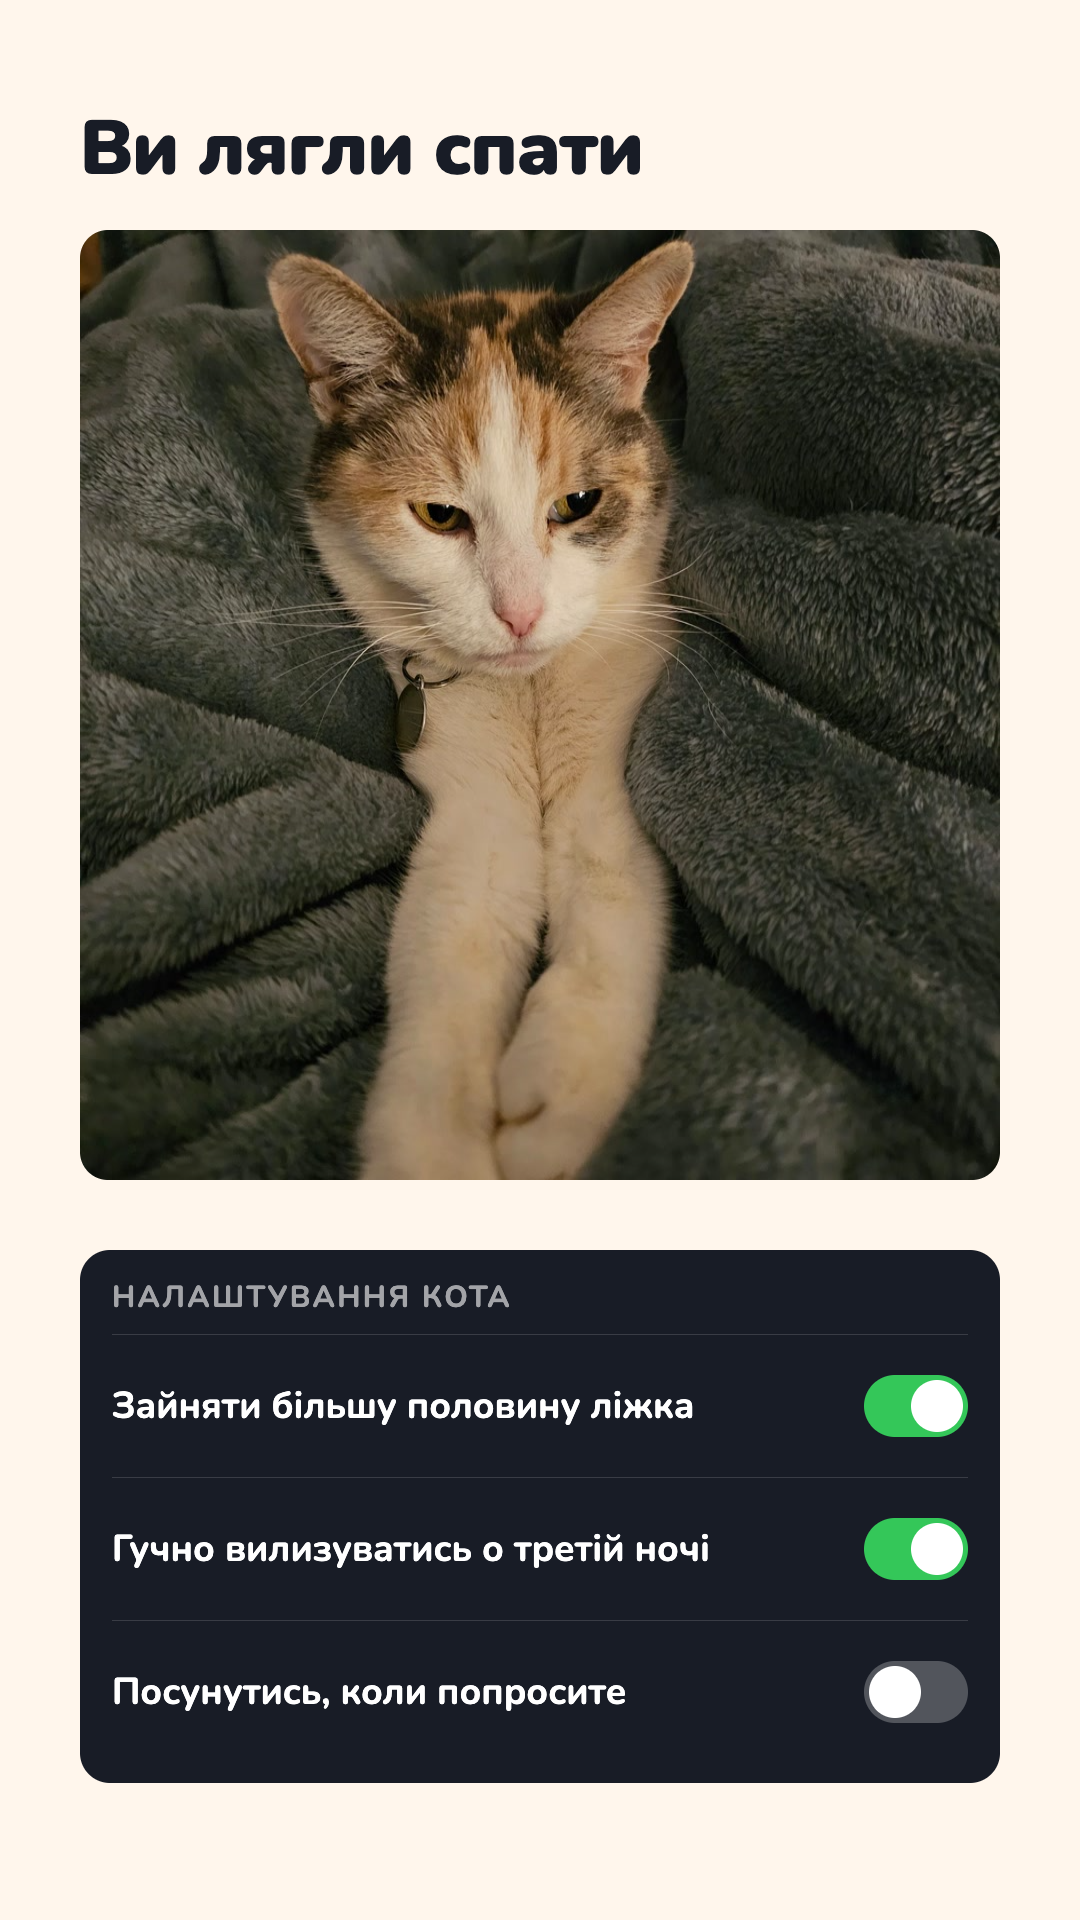 Ви лягли спати
НАЛАШТУВАННЯ КОТА
Зайняти більшу половину ліжка
Гучно вилизуватись о третій ночі
Посунутись, коли попросите